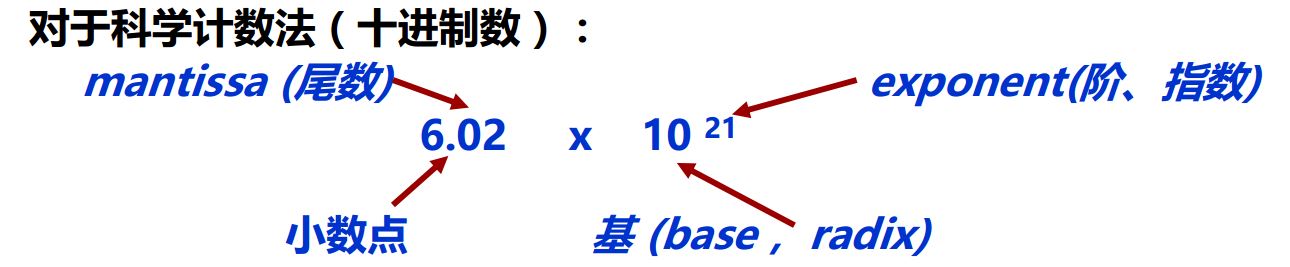 对于科学计数法（十进制数）：
mantissa (尾数) exponent(阶、指数)
6.02 x 10 21
小数点 基 (base， radix)